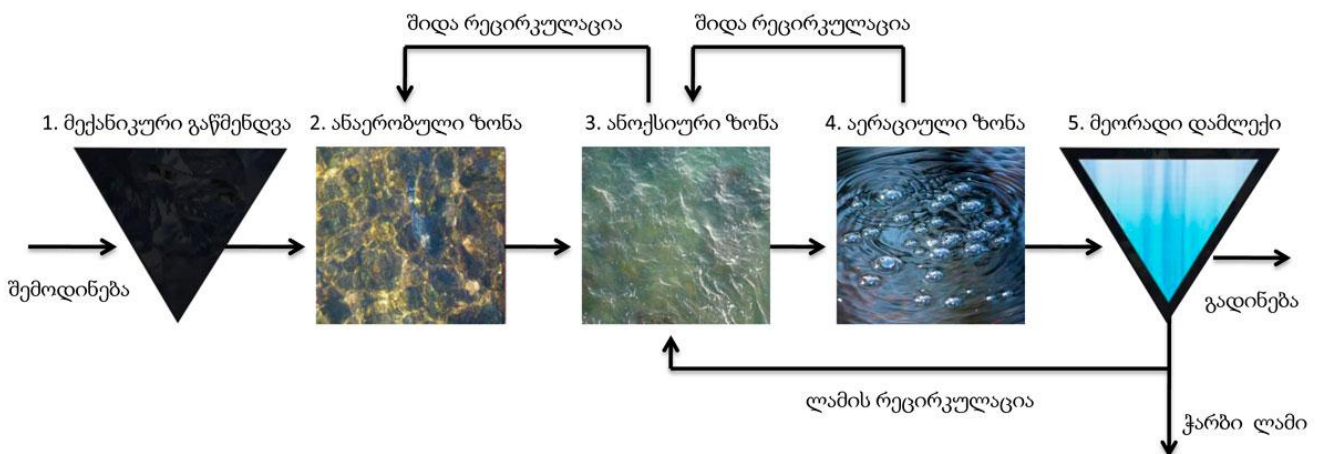 შიდა რეცირკულაცია
შიდა რეცირკულაცია
1. მექანიკური გაწმენდვა
2. ანაერობული ზონა
3. ანოქსიური ზონა
4. აერაციული ზონა
5. მეორადი დამლექი
შემოდინება
გადინება
ლამის რეცირკულაცია
ჭარბი ლამი